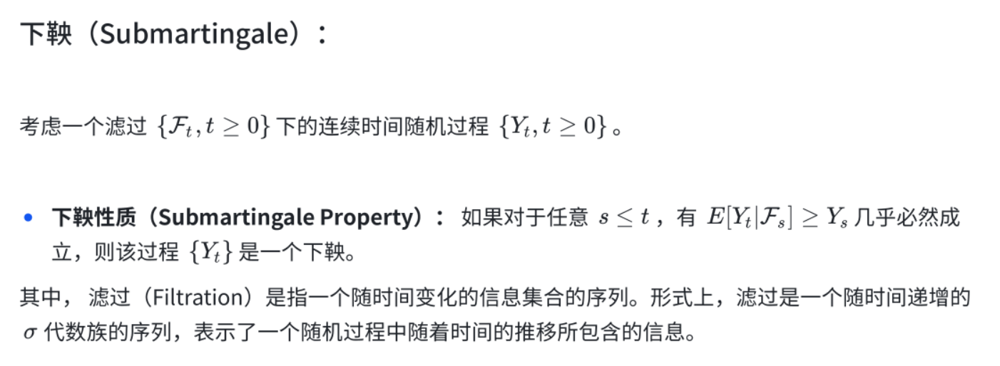 下鞅（Submartingale）：
考虑一个滤过 $\{\mathcal{F}_t, t \geq 0\}$ 下的连续时间随机过程 $\{Y_t, t \geq 0\}$ 。
• 下鞅性质（Submartingale Property）： 如果对于任意 $s \leq t$ ，有 $E[Y_t|\mathcal{F}_s] \geq Y_s$ 几乎必然成
立，则该过程 $\{Y_t\}$ 是一个下鞅。
其中， 滤过（Filtration）是指一个随时间变化的信息集合的序列。形式上，滤过是一个随时间递增的
$\sigma$ 代数族的序列，表示了一个随机过程中随着时间的推移所包含的信息。